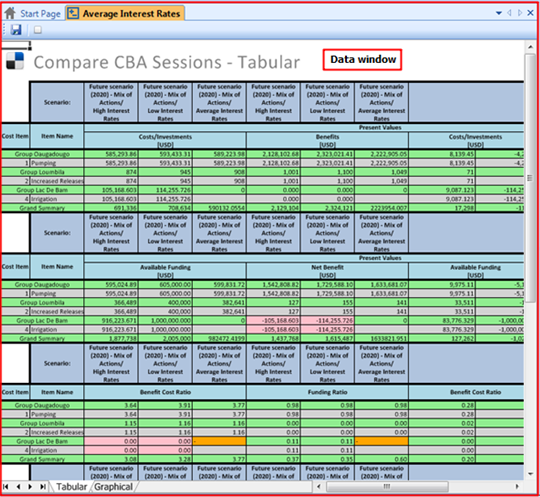 Start Page Average Interest Rates
Compare CBA Sessions - Tabular
Data window
Scenario: Future scenario (2020) - Mix of Actions/ High Interest Rates Future scenario (2020) - Mix of Actions/ Low Interest Rates Future scenario (2020) - Mix of Actions/ Average Interest Rates Future scenario (2020) - Mix of Actions/ High Interest Rates Future scenario (2020) - Mix of Actions/ Low Interest Rates Future scenario (2020) - Mix of Actions/ Average Interest Rates
Present Values
Cost Item Item Name Costs/Investments [USD] Benefits [USD] Costs/Investments [USD]
Group Ouagadougo 585,293.86 593,433.31 589,223.98 2,128,102.68 2,323,021.41 2,222,905.05 8,139.45 -4,2
1 Pumping 585,293.86 593,433.31 589,223.98 2,128,102.68 2,323,021.41 2,222,905.05 8,139.45 -4,2
Group Loumbila 874 945 908 1,001 1,100 1,049 71
2 Increased Releases 874 945 908 1,001 1,100 1,049 71
Group Lac De Bam 105,168.603 114,255.726 0 0.000 0.000 0 9,087.123 -114,25
4 Irrigation 105,168.603 114,255.726 0.000 0.000 9,087.123 -114,25
Grand Summary 691,336 708,634 590132.0554 2,329,104 2,324,121 2223954.007 17,298 -11
Scenario: Future scenario (2020) - Mix of Actions/ High Interest Rates Future scenario (2020) - Mix of Actions/ Low Interest Rates Future scenario (2020) - Mix of Actions/ Average Interest Rates Future scenario (2020) - Mix of Actions/ High Interest Rates Future scenario (2020) - Mix of Actions/ Low Interest Rates Future scenario (2020) - Mix of Actions/ Average Interest Rates
Present Values
Cost Item Item Name Available Funding [USD] Net Benefit [USD] Available Funding [USD]
Group Ouagadougo 595,024.89 605,000.00 599,831.72 1,542,808.82 1,729,588.10 1,633,681.07 9,975.11 -5,1
1 Pumping 595,024.89 605,000.00 599,831.72 1,542,808.82 1,729,588.10 1,633,681.07 9,975.11
Group Loumbila 366,489 400,000 382,641 127 155 141 33,511
2 Increased Releases 366,489 400,000 382,641 127 155 141 33,511
Group Lac De Bam 916,223.671 1,000,000.000 0 -105,168.603 -114,255.726 0 83,776.329 -1,000,0
4 Irrigation 916,223.671 1,000,000.000 -105,168.603 -114,255.726 83,776.329 -1,000,0
Grand Summary 1,877,738 2,005,000 982472.4199 1,437,768 1,615,487 1633821.951 127,262 -1,02
Scenario: Future scenario (2020) - Mix of Actions/ High Interest Rates Future scenario (2020) - Mix of Actions/ Low Interest Rates Future scenario (2020) - Mix of Actions/ Average Interest Rates Future scenario (2020) - Mix of Actions/ High Interest Rates Future scenario (2020) - Mix of Actions/ Low Interest Rates Future scenario (2020) - Mix of Actions/ Average Interest Rates
Cost Item Item Name Benefit Cost Ratio Funding Ratio Benefit Cost Ratio
Group Ouagadougo 3.64 3.91 3.77 0.98 0.98 0.98 0.28
1 Pumping 3.64 3.91 3.77 0.98 0.98 0.98 0.28
Group Loumbila 1.15 1.16 1.16 0.00 0.00 0.00 0.02
2 Increased Releases 1.15 1.16 1.16 0.00 0.00 0.00 0.02
Group Lac De Bam 0.00 0.00 - 0.11 0.11 - 0.00
4 Irrigation 0.00 0.00 0.11 0.11 0.00
Grand Summary 3.08 3.28 3.77 0.37 0.35 0.60 0.20
Future scenario (2020) - Mix of Future scenario (2020) - Mix of Future scenario (2020) - Mix of Future scenario (2020) - Mix of Future scenario (2020) - Mix of Future scenario (2020) - Mix of
Tabular Graphical